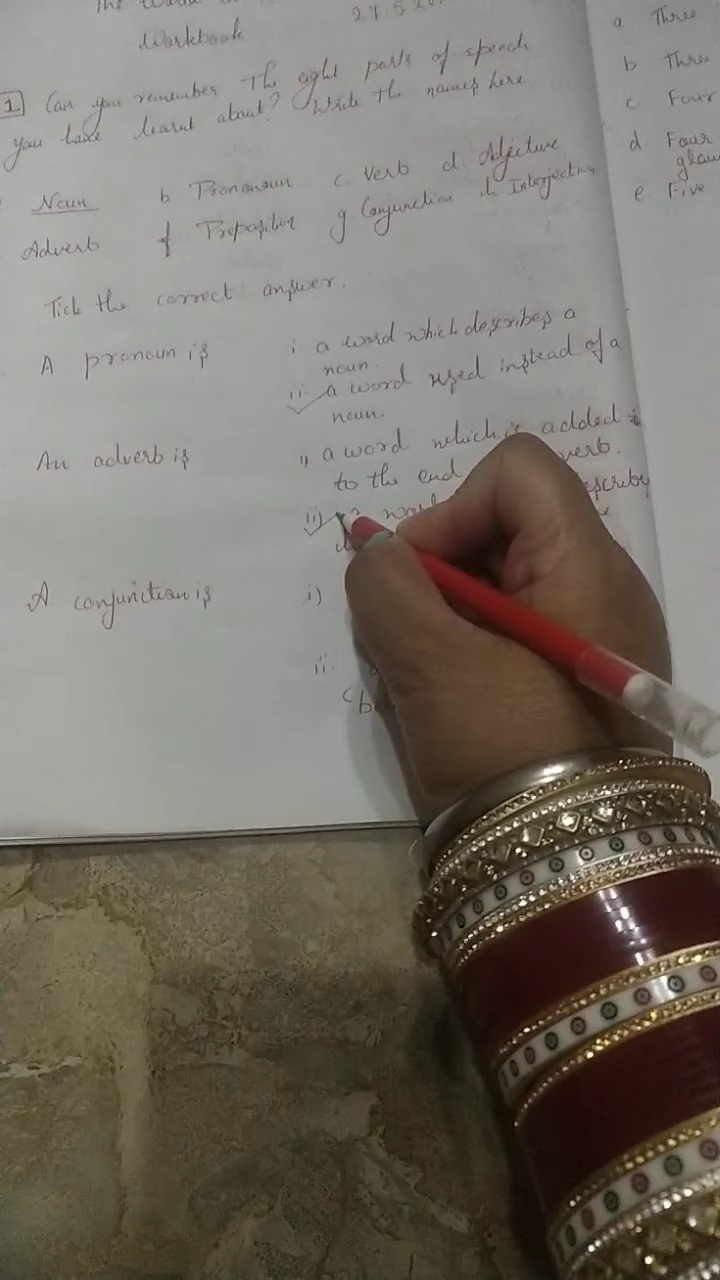 Workbook
1 Can you remember The eight parts of speech
you have learnt about? Write the names here
Noun b Pronoun c. Verb d. Adjective
Adverb f Preposition g. Conjunction h Interjection
Tick the correct answer.
A pronoun is i a word which describes a
noun.
ii. a word used instead of a
noun
An adverb is i) a word which is added
to the end verb.
ii)
A conjunction is i)
ii.
a Three
b Three
c Four
d Four
e Five